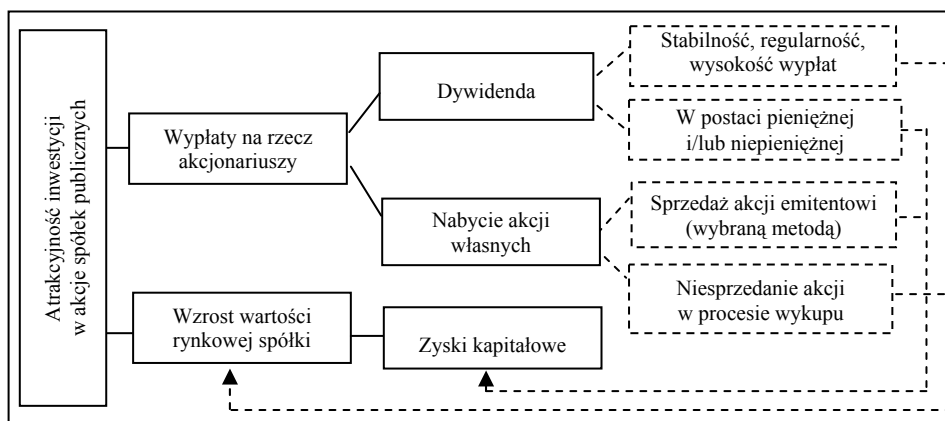 Atrakcyjność inwestycji
w akcje spółek publicznych
Wypłaty na rzecz
akcjonariuszy
Dywidenda
Stabilność, regularność,
wysokość wypłat
W postaci pieniężnej
i/lub niepieniężnej
Nabycie akcji
własnych
Sprzedaż akcji emitentowi
(wybraną metodą)
Niesprzedanie akcji
w procesie wykupu
Wzrost wartości
rynkowej spółki
Zyski kapitałowe